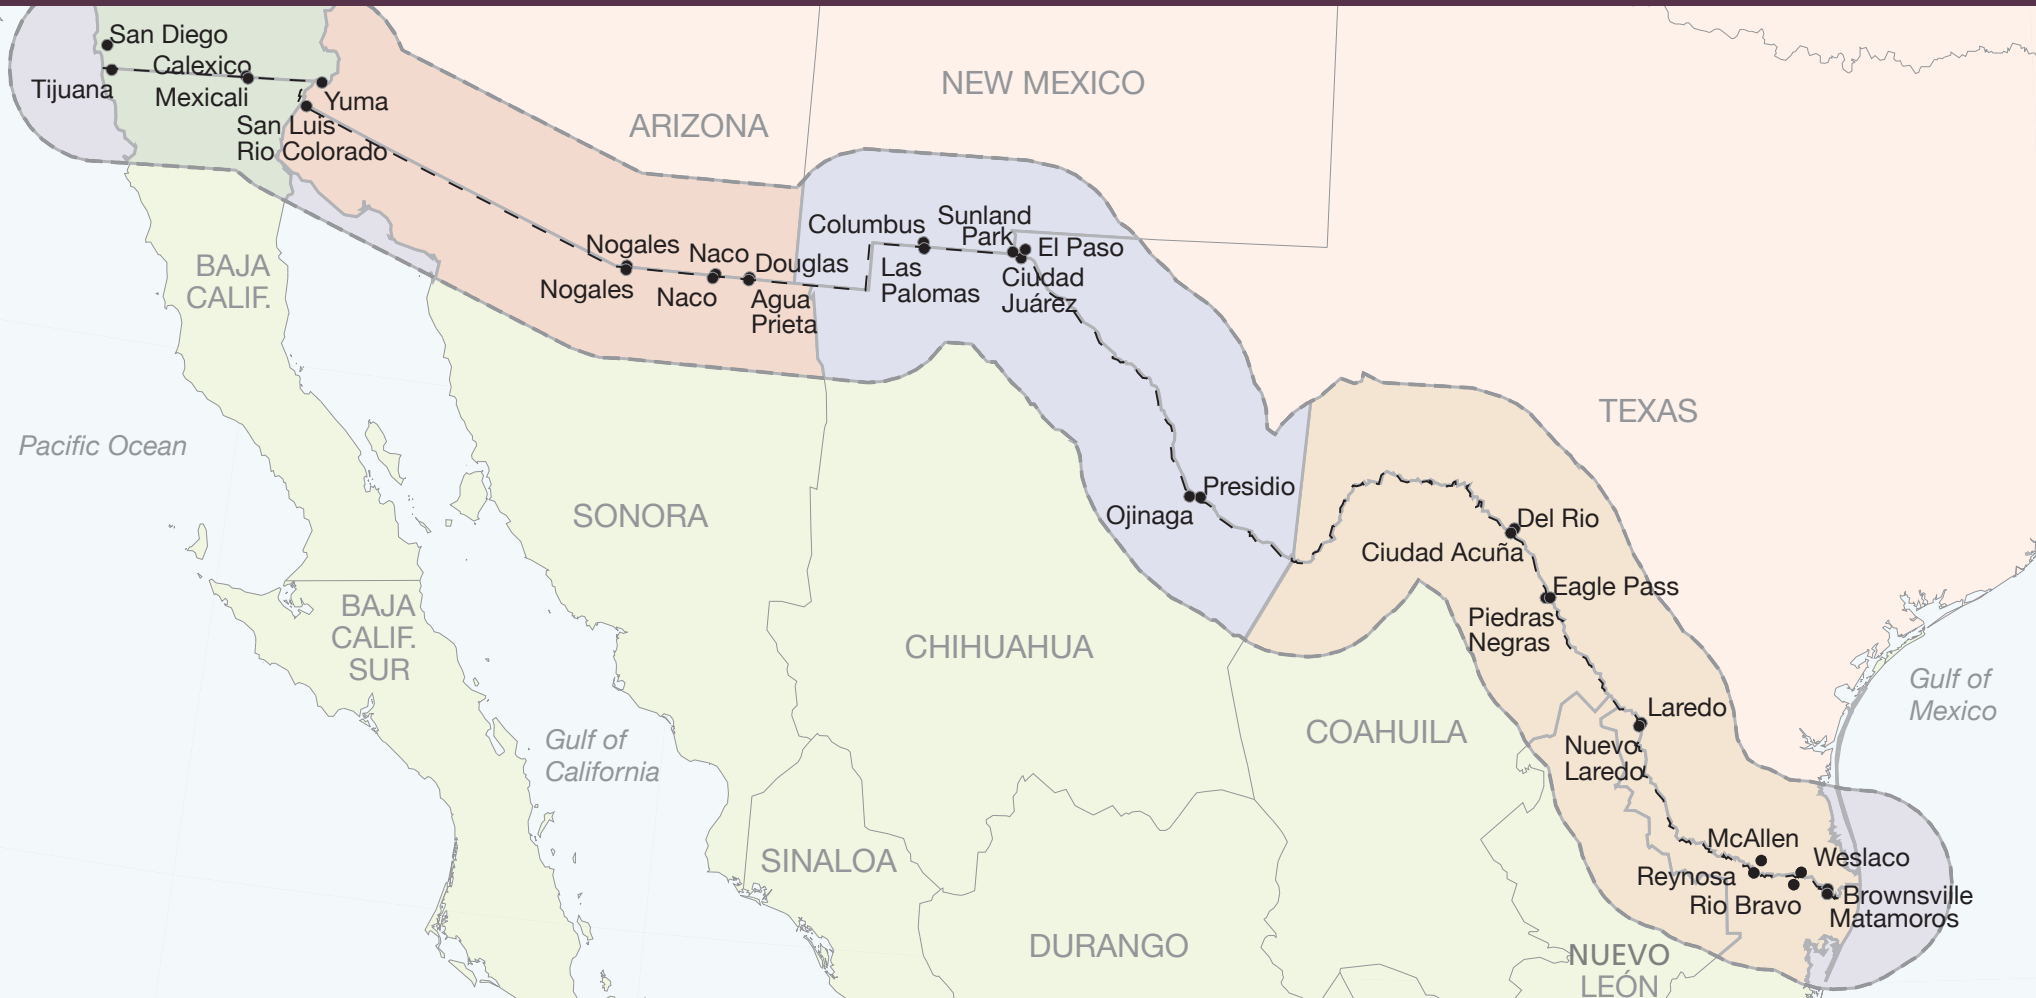 San Diego
Calexico
Tijuana
Mexicali
Yuma
San Luis
Rio Colorado
ARIZONA
NEW MEXICO
Columbus
Sunland
Park
El Paso
Nogales
Naco
Douglas
Las
Palomas
Ciudad
Juárez
Nogales
Naco
Agua
Prieta
BAJA
CALIF.
Pacific Ocean
TEXAS
SONORA
Presidio
Ojinaga
Del Rio
Ciudad Acuña
Eagle Pass
Piedras
Negras
BAJA
CALIF.
SUR
CHIHUAHUA
Gulf of
Mexico
Laredo
COAHUILA
Nuevo
Laredo
Gulf of
California
McAllen
Weslaco
SINALOA
Reynosa
Brownsville
Rio Bravo
Matamoros
DURANGO
NUEVO
LEÓN